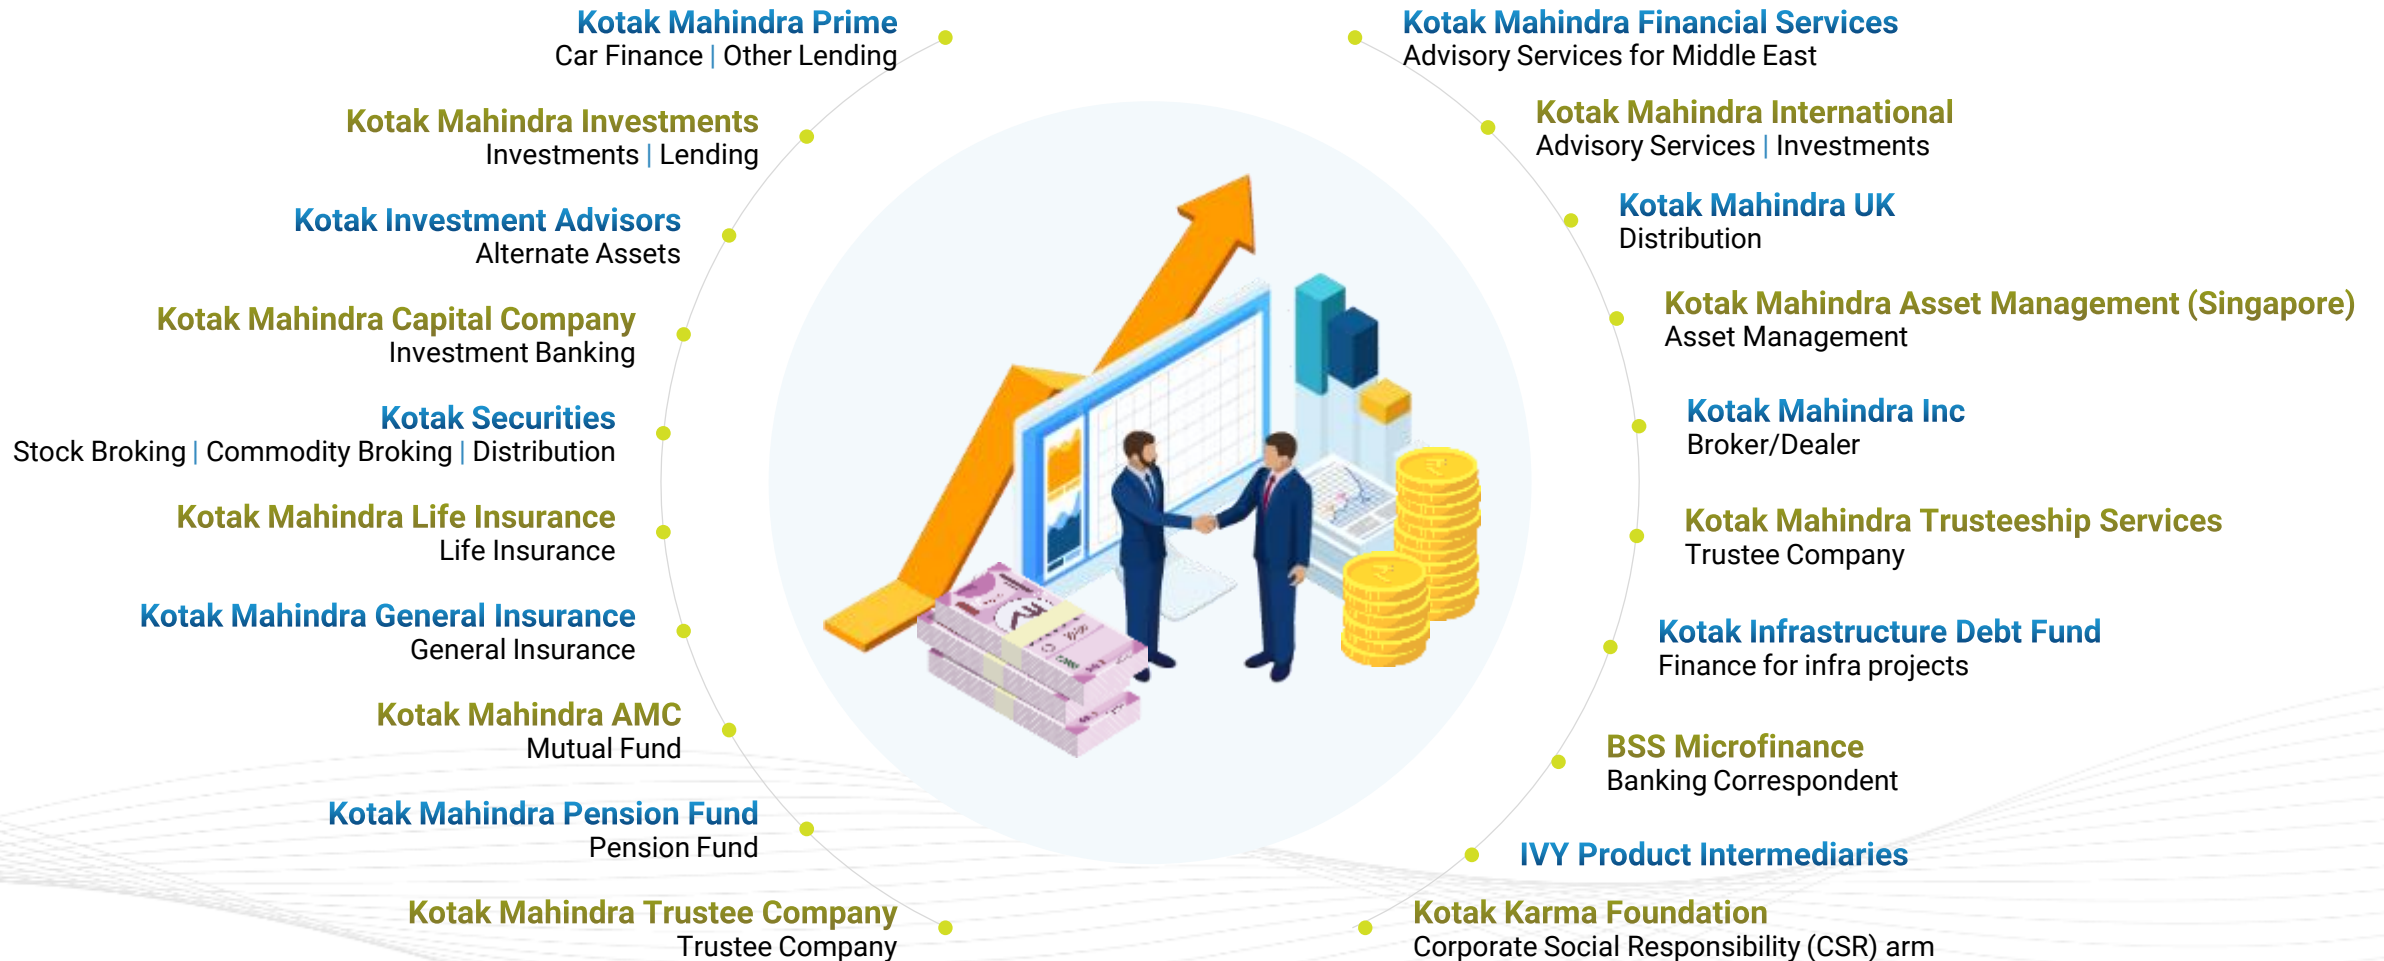 Kotak Mahindra Prime
Car Finance | Other Lending
Kotak Mahindra Investments
Investments | Lending
Kotak Investment Advisors
Alternate Assets
Kotak Mahindra Capital Company
Investment Banking
Kotak Securities
Stock Broking | Commodity Broking | Distribution
Kotak Mahindra Life Insurance
Life Insurance
Kotak Mahindra General Insurance
General Insurance
Kotak Mahindra AMC
Mutual Fund
Kotak Mahindra Pension Fund
Pension Fund
Kotak Mahindra Trustee Company
Trustee Company
Kotak Mahindra Financial Services
Advisory Services for Middle East
Kotak Mahindra International
Advisory Services | Investments
Kotak Mahindra UK
Distribution
Kotak Mahindra Asset Management (Singapore)
Asset Management
Kotak Mahindra Inc
Broker/Dealer
Kotak Mahindra Trusteeship Services
Trustee Company
Kotak Infrastructure Debt Fund
Finance for infra projects
BSS Microfinance
Banking Correspondent
IVY Product Intermediaries
Kotak Karma Foundation
Corporate Social Responsibility (CSR) arm